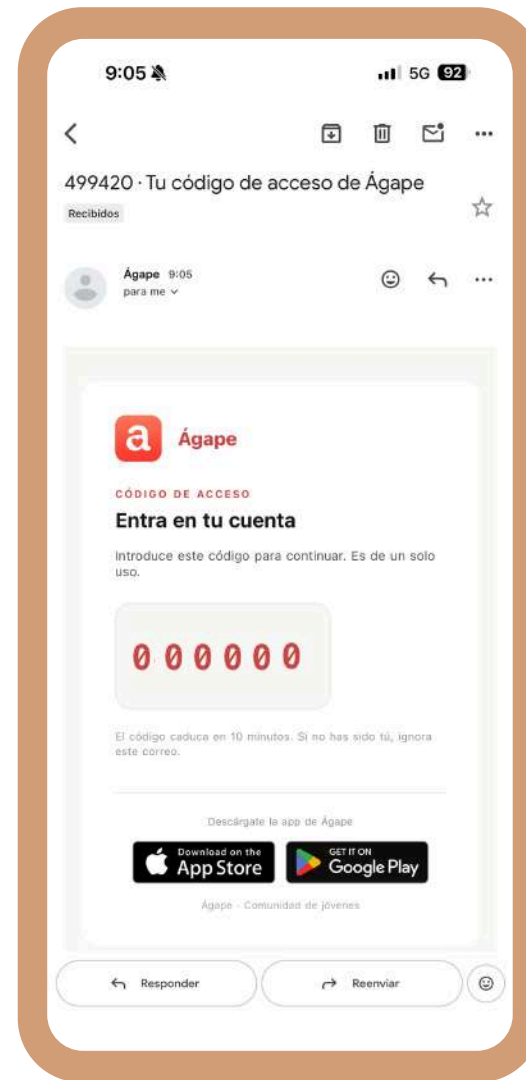 9:05
5G 92
499420 · Tu código de acceso de Ágape
Recibidos
Ágape 9:05
para me
a Ágape
CÓDIGO DE ACCESO
Entra en tu cuenta
Introduce este código para continuar. Es de un solo
uso.
000000
El código caduca en 10 minutos. Si no has sido tú, ignora
este correo.
Descárgate la app de Ágape
Download on the
App Store
GET IT ON
Google Play
Ágape · Comunidad de jóvenes
Responder
Reenviar